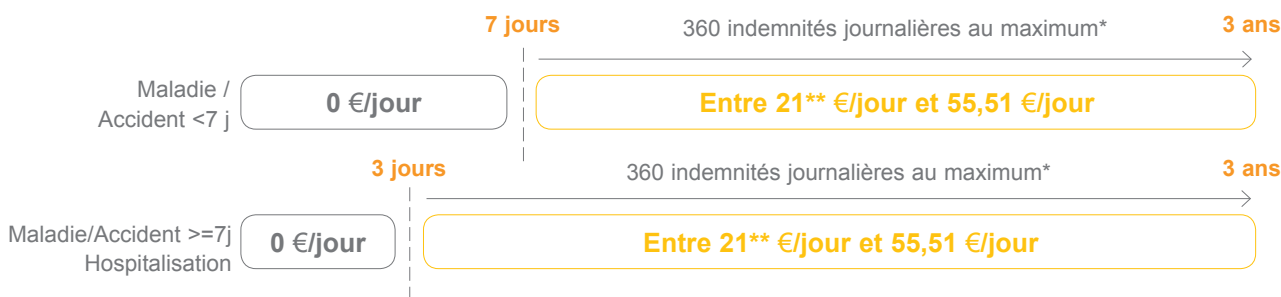 7 jours
360 indemnités journalières au maximum*
3 ans
Maladie /
Accident <7 j
0 €/jour
Entre 21** €/jour et 55,51 €/jour
3 jours
360 indemnités journalières au maximum*
3 ans
Maladie/Accident >=7j
Hospitalisation
0 €/jour
Entre 21** €/jour et 55,51 €/jour